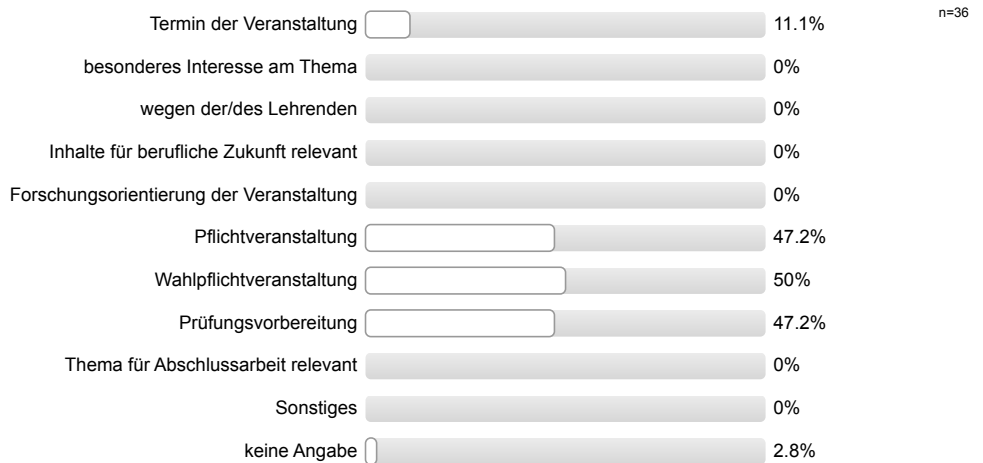 n=36
Termin der Veranstaltung 11.1%
besonderes Interesse am Thema 0%
wegen der/des Lehrenden 0%
Inhalte für berufliche Zukunft relevant 0%
Forschungsorientierung der Veranstaltung 0%
Pflichtveranstaltung 47.2%
Wahlpflichtveranstaltung 50%
Prüfungsvorbereitung 47.2%
Thema für Abschlussarbeit relevant 0%
Sonstiges 0%
keine Angabe 2.8%